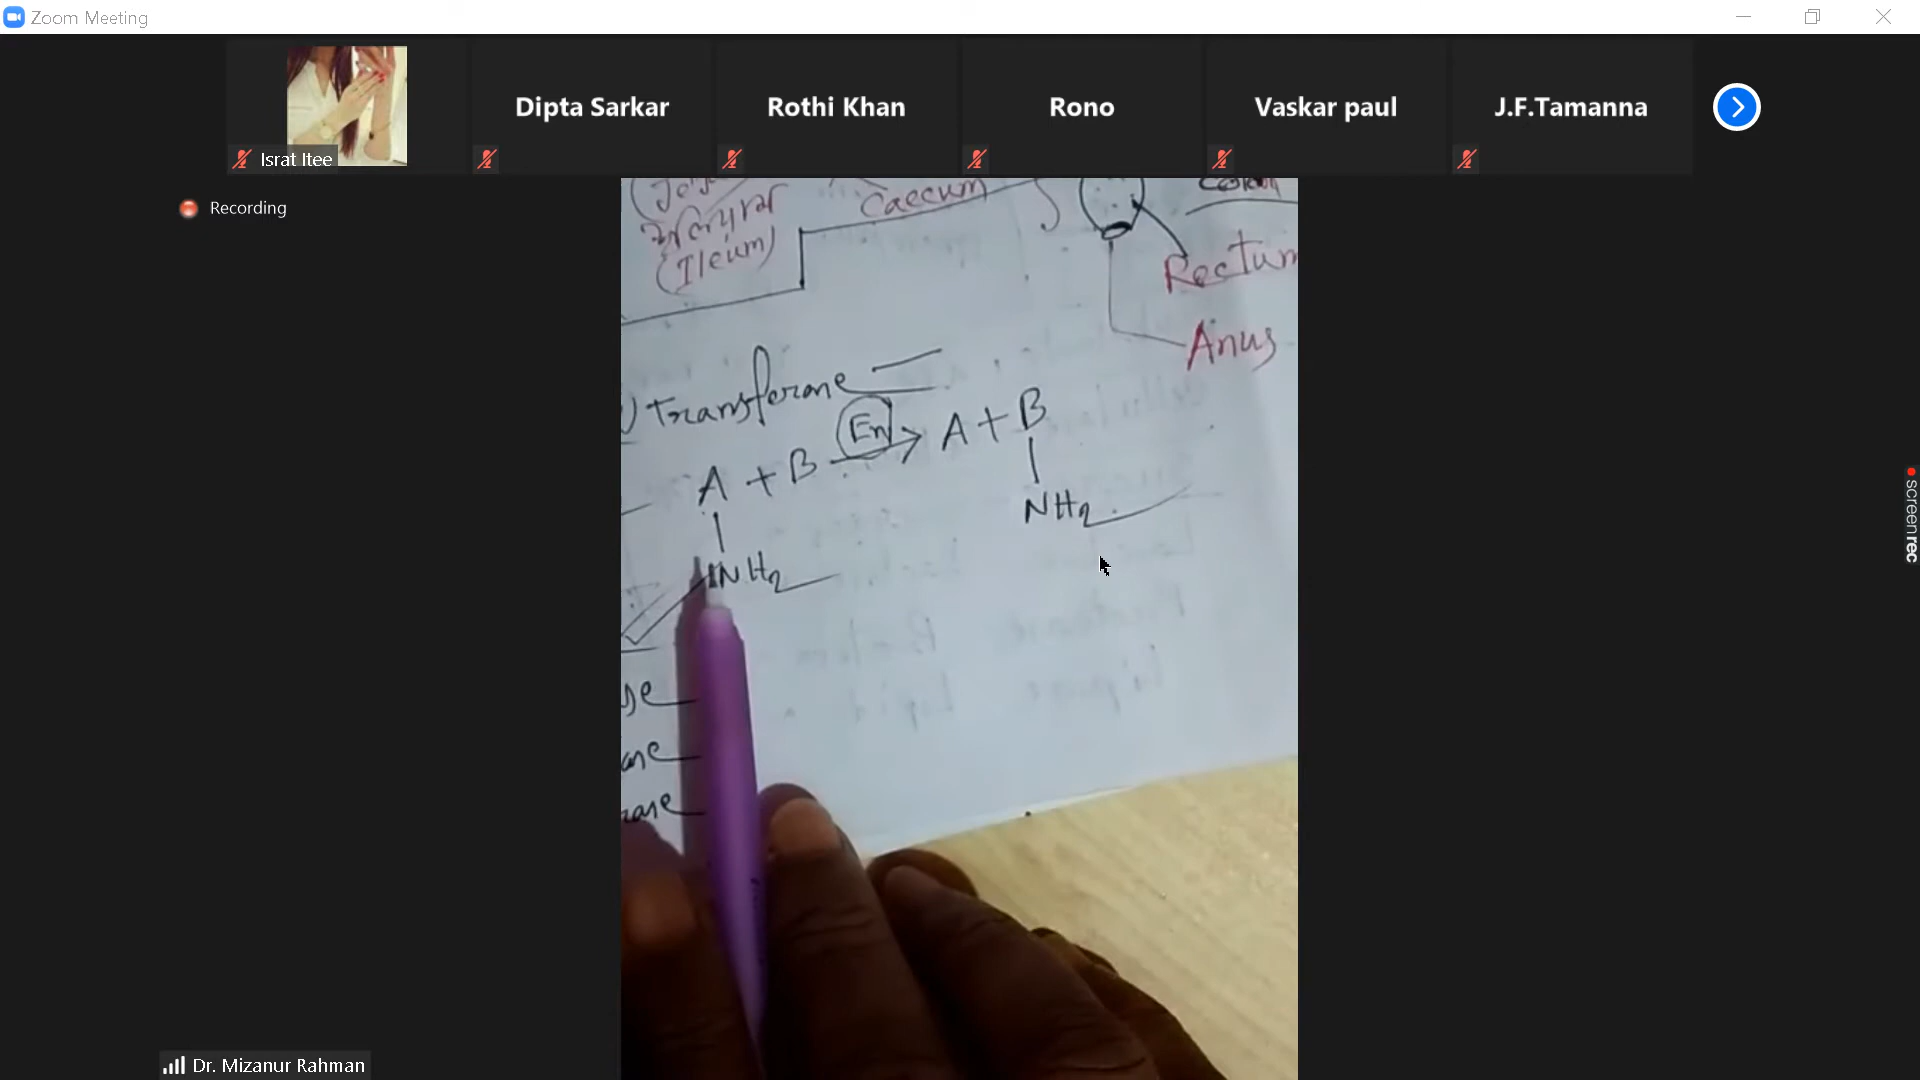 Zoom Meeting
Israt Itee
Dipta Sarkar
Rothi Khan
Rono
Vaskar paul
J.F.Tamanna
Recording
Caecum
(Ileum)
Rectum
Anus
Transferane
A + B En A + B
NH2
NH2
screenrec
Dr. Mizanur Rahman